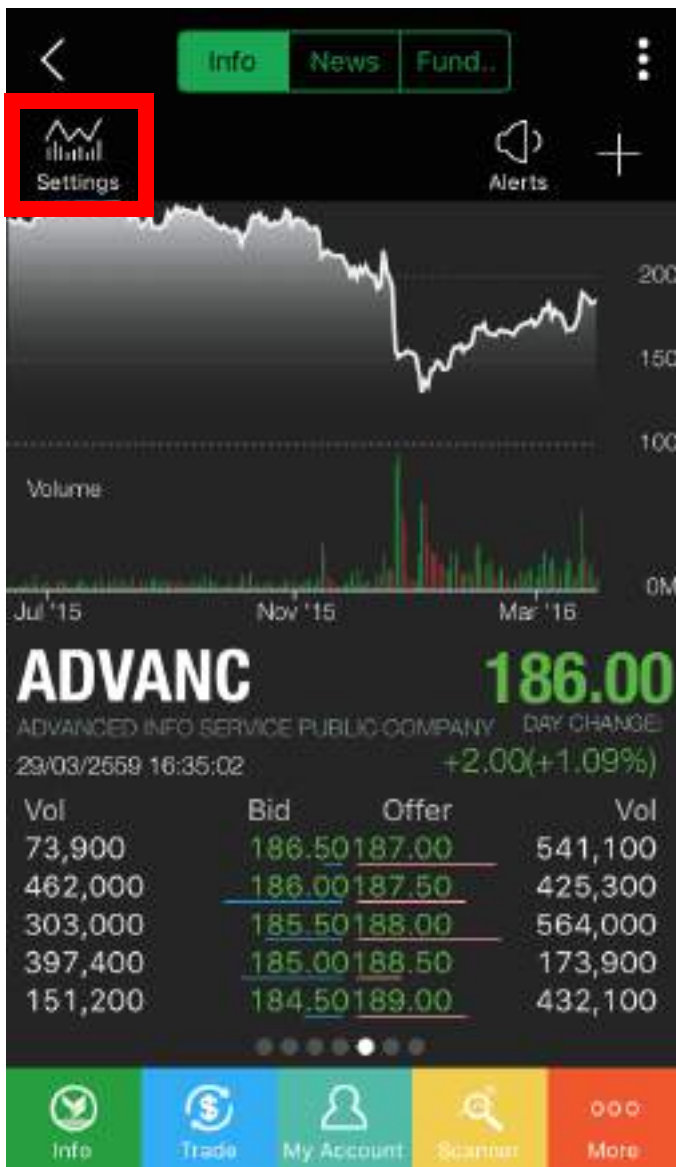 Info News Fund..
Settings
Alerts
200
150
100
Volume
0M
Jul '15 Nov '15 Mar '16
ADVANC 186.00
ADVANCED INFO SERVICE PUBLIC COMPANY DAY CHANGE:
29/03/2559 16:35:02 +2.00(+1.09%)
Vol Bid Offer Vol
73,900 186.50 187.00 541,100
462,000 186.00 187.50 425,300
303,000 185.50 188.00 564,000
397,400 185.00 188.50 173,900
151,200 184.50 189.00 432,100
Info Trade My Account Scanner More